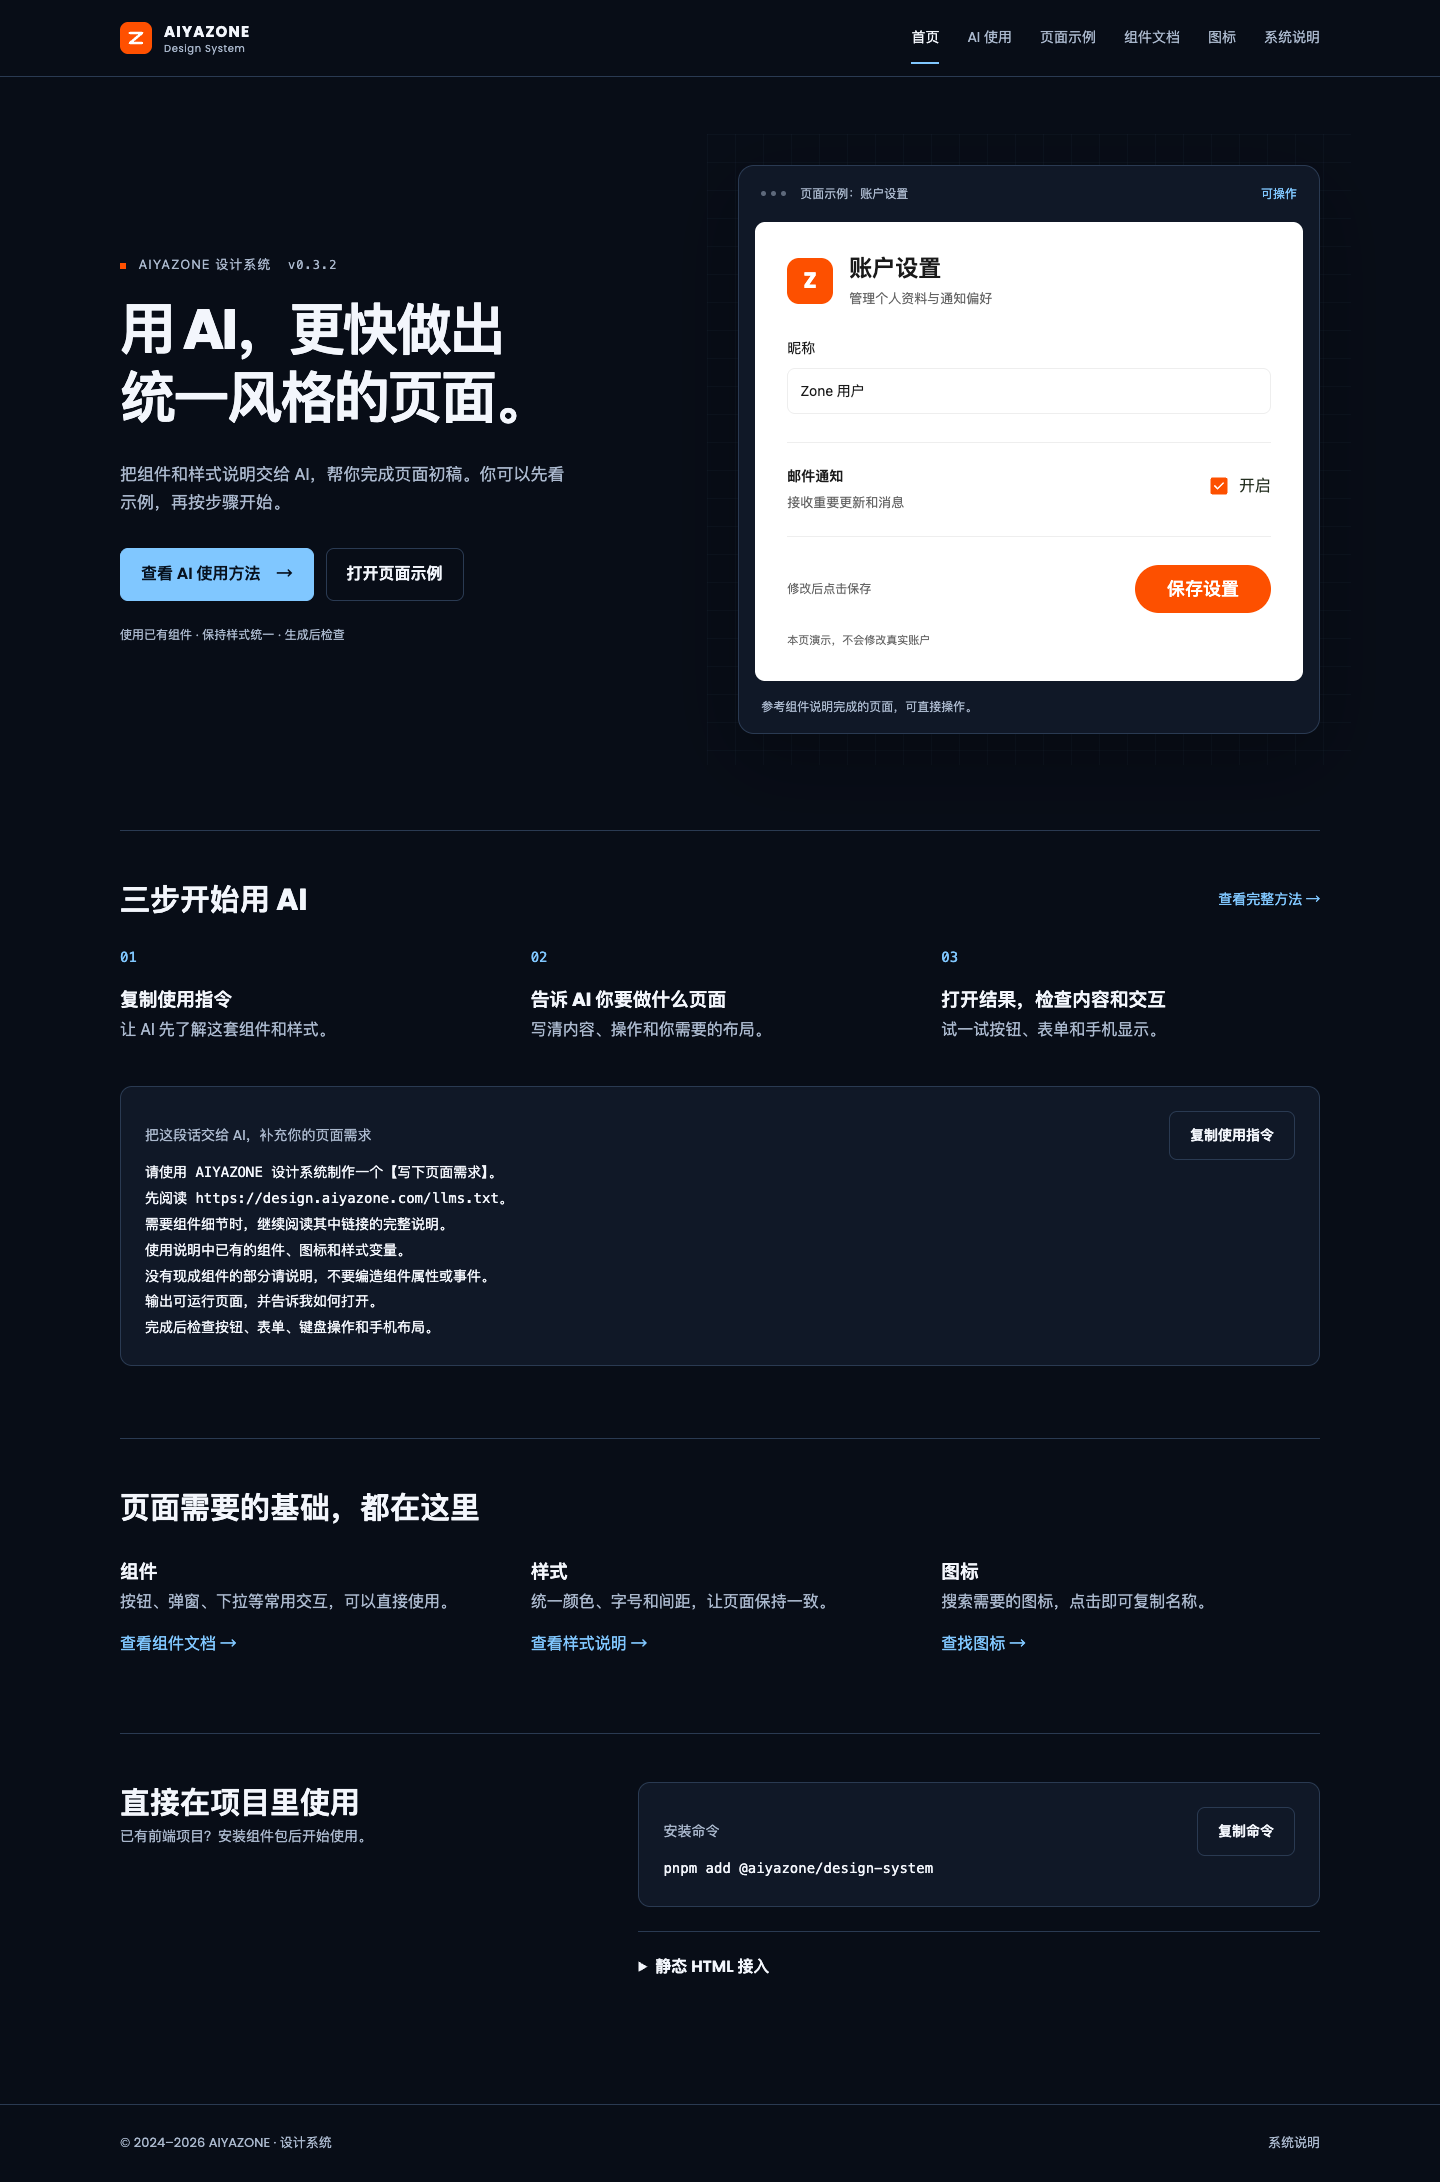 AIYAZONE
Design System
首页
AI 使用
页面示例
组件文档
图标
系统说明
AIYAZONE 设计系统 v0.3.2
用 AI，更快做出
统一风格的页面。
把组件和样式说明交给 AI，帮你完成页面初稿。你可以先看
示例，再按步骤开始。
查看 AI 使用方法 →
打开页面示例
使用已有组件 · 保持样式统一 · 生成后检查
页面示例：账户设置
可操作
Z
账户设置
管理个人资料与通知偏好
昵称
Zone 用户
邮件通知
接收重要更新和消息
开启
修改后点击保存
保存设置
本页演示，不会修改真实账户
参考组件说明完成的页面，可直接操作。
三步开始用 AI
查看完整方法 →
01
复制使用指令
让 AI 先了解这套组件和样式。
02
告诉 AI 你要做什么页面
写清内容、操作和你需要的布局。
03
打开结果，检查内容和交互
试一试按钮、表单和手机显示。
把这段话交给 AI，补充你的页面需求
复制使用指令
请使用 AIYAZONE 设计系统制作一个【写下页面需求】。
先阅读 https://design.aiyazone.com/llms.txt。
需要组件细节时，继续阅读其中链接的完整说明。
使用说明中已有的组件、图标和样式变量。
没有现成组件的部分请说明，不要编造组件属性或事件。
输出可运行页面，并告诉我如何打开。
完成后检查按钮、表单、键盘操作和手机布局。
页面需要的基础，都在这里
组件
按钮、弹窗、下拉等常用交互，可以直接使用。
查看组件文档 →
样式
统一颜色、字号和间距，让页面保持一致。
查看样式说明 →
图标
搜索需要的图标，点击即可复制名称。
查找图标 →
直接在项目里使用
已有前端项目？安装组件包后开始使用。
安装命令
复制命令
pnpm add @aiyazone/design-system
▶ 静态 HTML 接入
© 2024–2026 AIYAZONE · 设计系统
系统说明